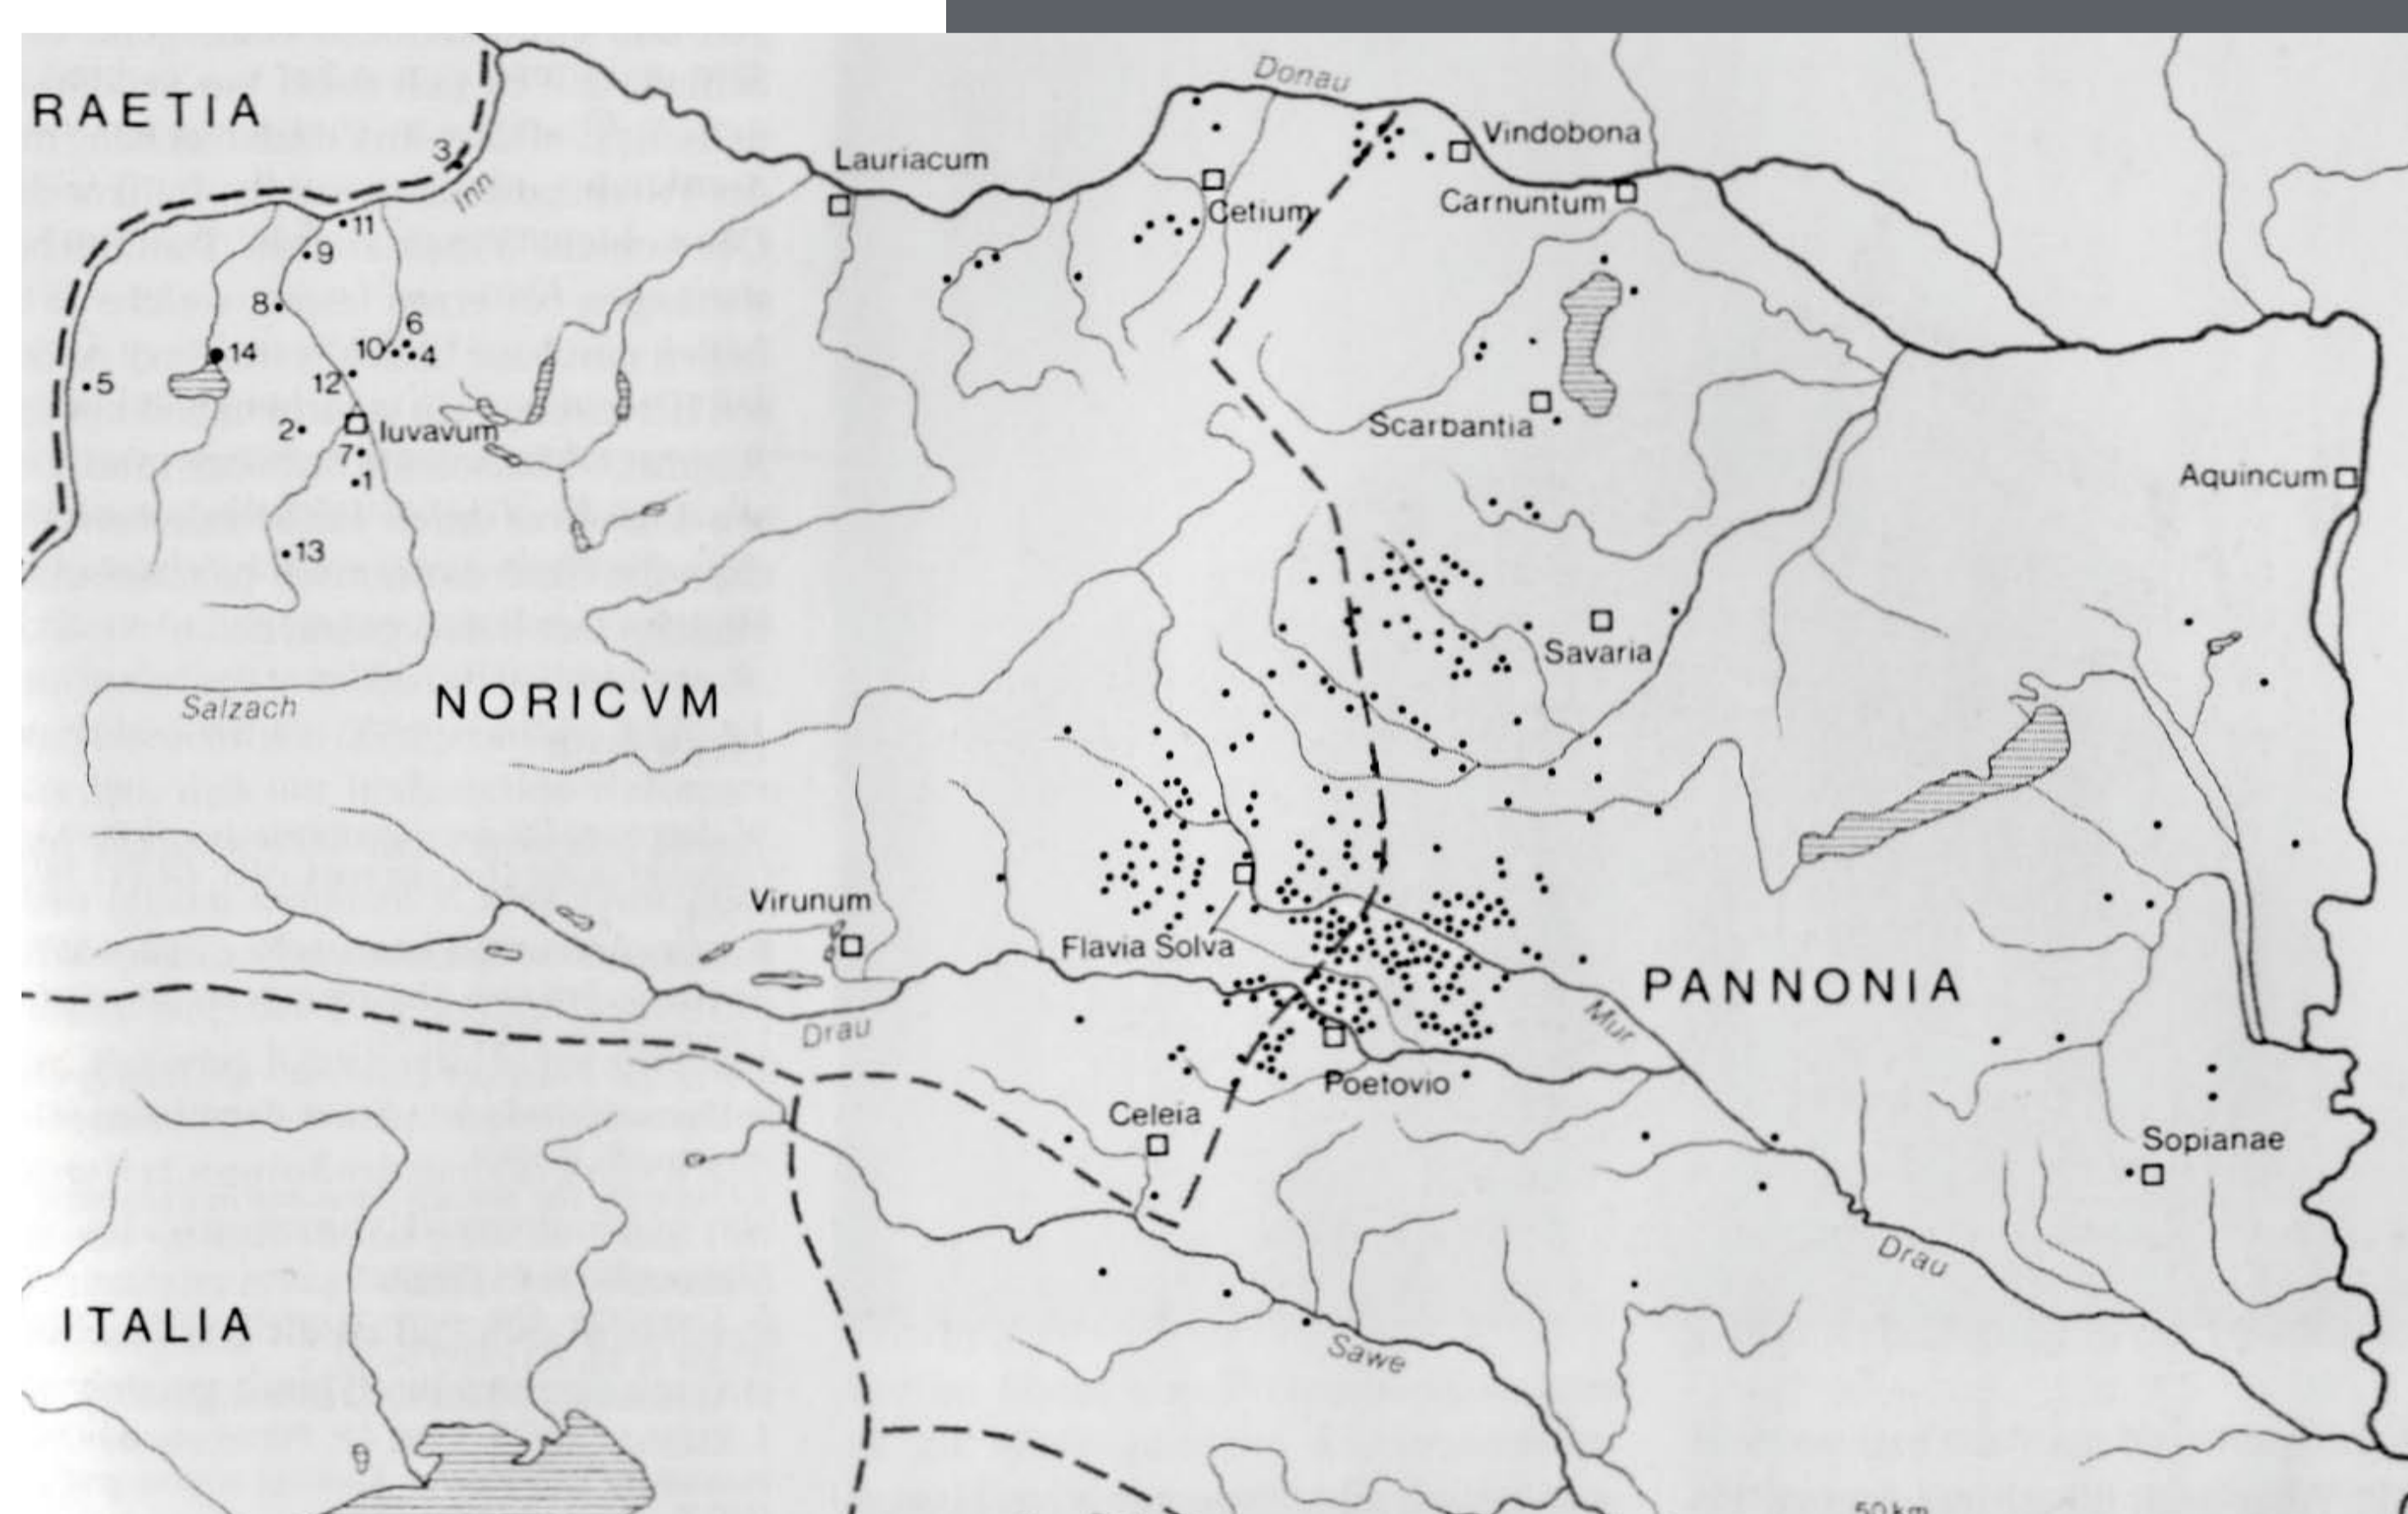 Donau
RAETIA
Vindobona
3
Lauriacum
Inn
Carnuntum
Cetium
11
9
8
6
14
10
4
5
12
Scarbantia
2
Iuvavum
7
1
Aquincum
13
Savaria
Salzach
NORICVM
Virunum
Flavia Solva
PANNONIA
Mur
Drau
Poetovio
Celeia
Sopianae
Drau
ITALIA
Sawe
50 km